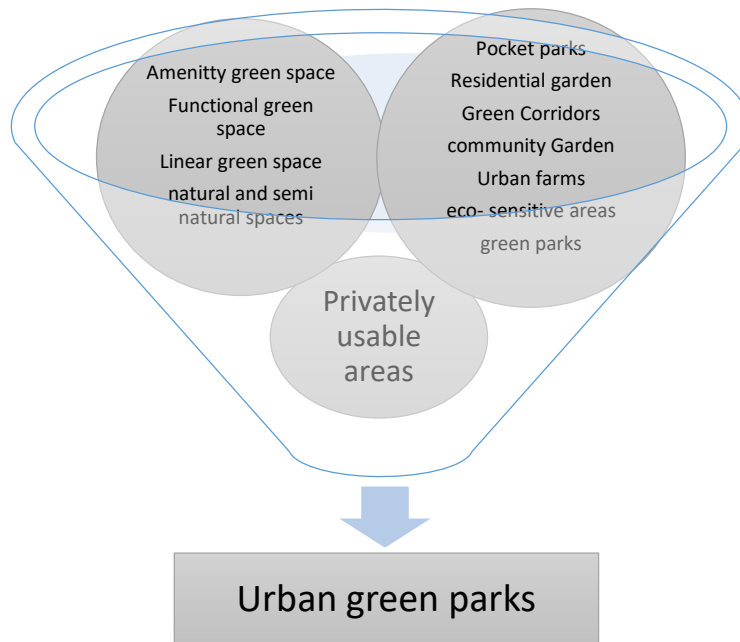 Amenitty green space
Functional green
space
Linear green space
natural and semi
natural spaces
Pocket parks
Residential garden
Green Corridors
community Garden
Urban farms
eco- sensitive areas
green parks
Privately
usable
areas
Urban green parks